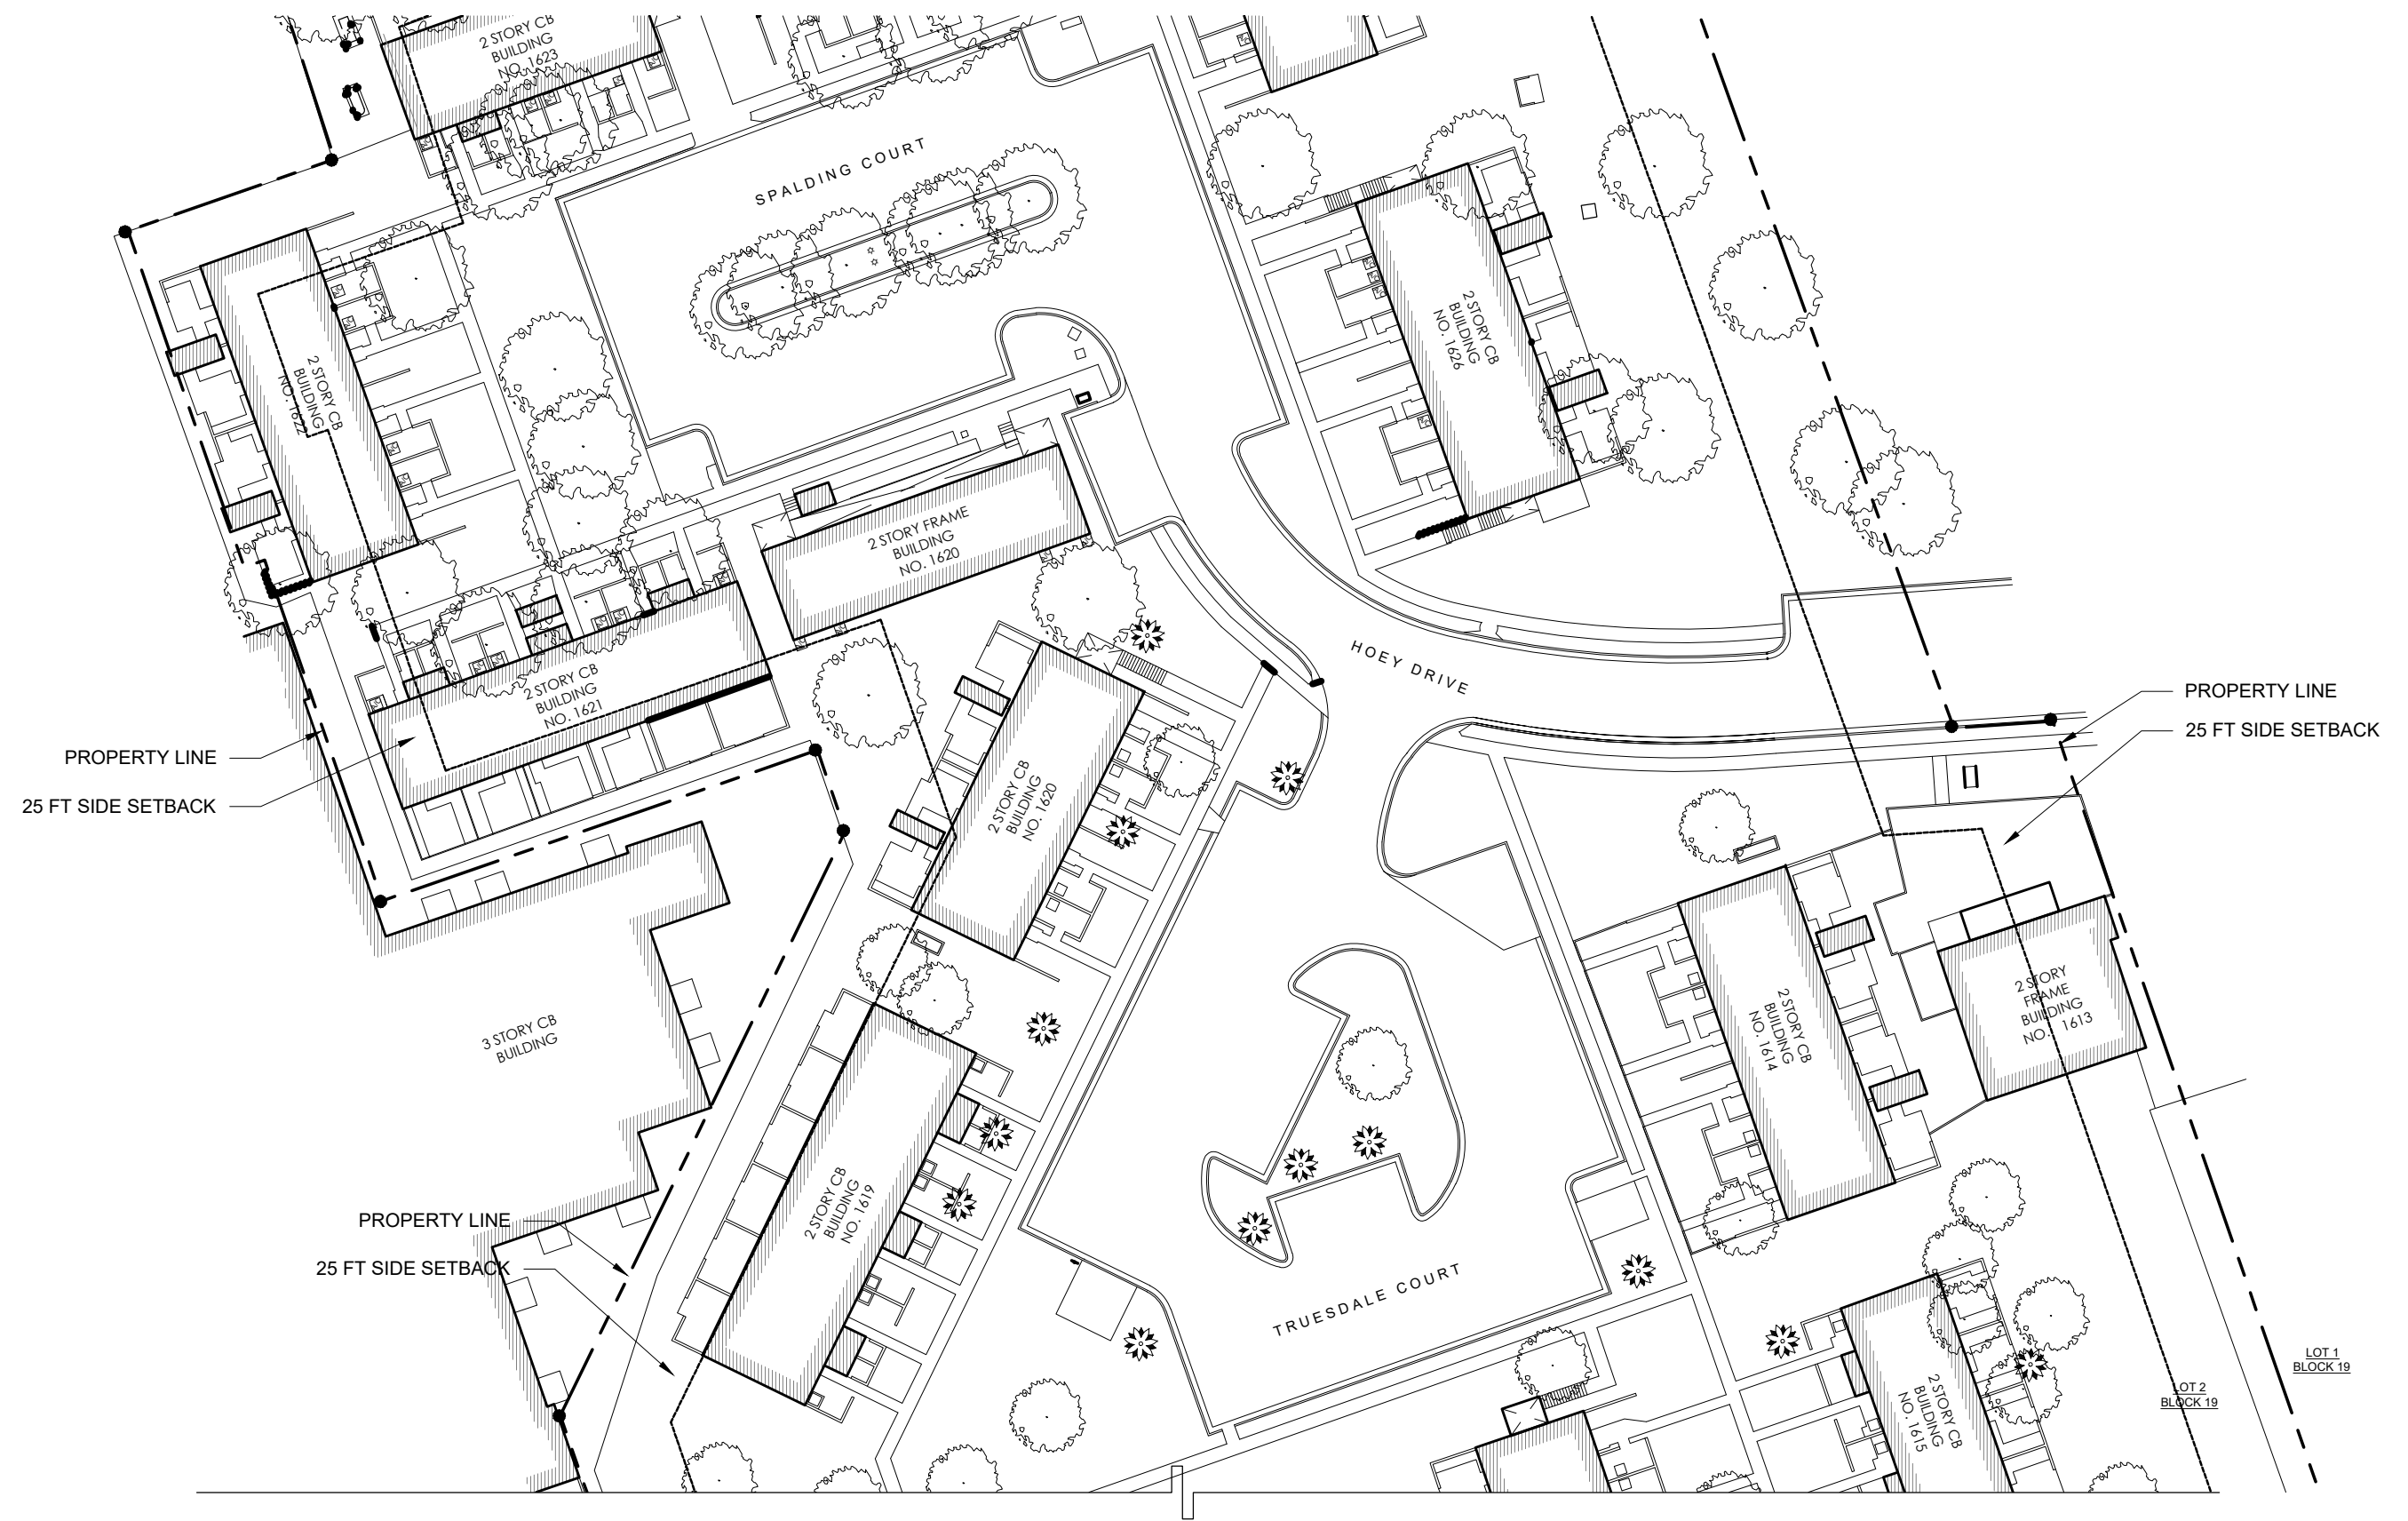 2 STORY CB
BUILDING
NO. 1623
SPALDING COURT
2 STORY CB
BUILDING
NO. 1622
2 STORY CB
BUILDING
NO. 1626
2 STORY FRAME
BUILDING
NO. 1620
HOEY DRIVE
2 STORY CB
BUILDING
NO. 1621
PROPERTY LINE
25 FT SIDE SETBACK
PROPERTY LINE
25 FT SIDE SETBACK
2 STORY CB
BUILDING
NO. 1620
3 STORY CB
BUILDING
2 STORY CB
BUILDING
NO. 1614
2 STORY
FRAME
BUILDING
NO. 1613
2 STORY CB
BUILDING
NO. 1619
PROPERTY LINE
25 FT SIDE SETBACK
TRUESDALE COURT
2 STORY CB
BUILDING
NO. 1615
LOT 2
BLOCK 19
LOT 1
BLOCK 19